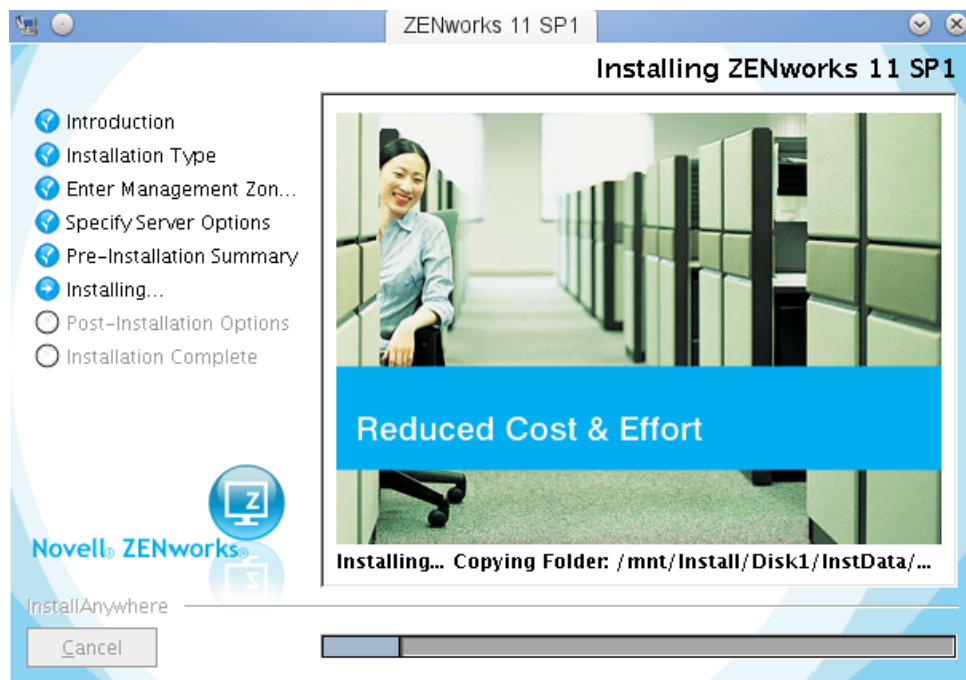 ZENworks 11 SP1
Installing ZENworks 11 SP1
Introduction
Installation Type
Enter Management Zon...
Specify Server Options
Pre-Installation Summary
Installing...
Post-Installation Options
Installation Complete
Reduced Cost & Effort
Z
Novell® ZENworks®
Installing... Copying Folder: /mnt/Install/Disk1/InstData/...
InstallAnywhere
Cancel